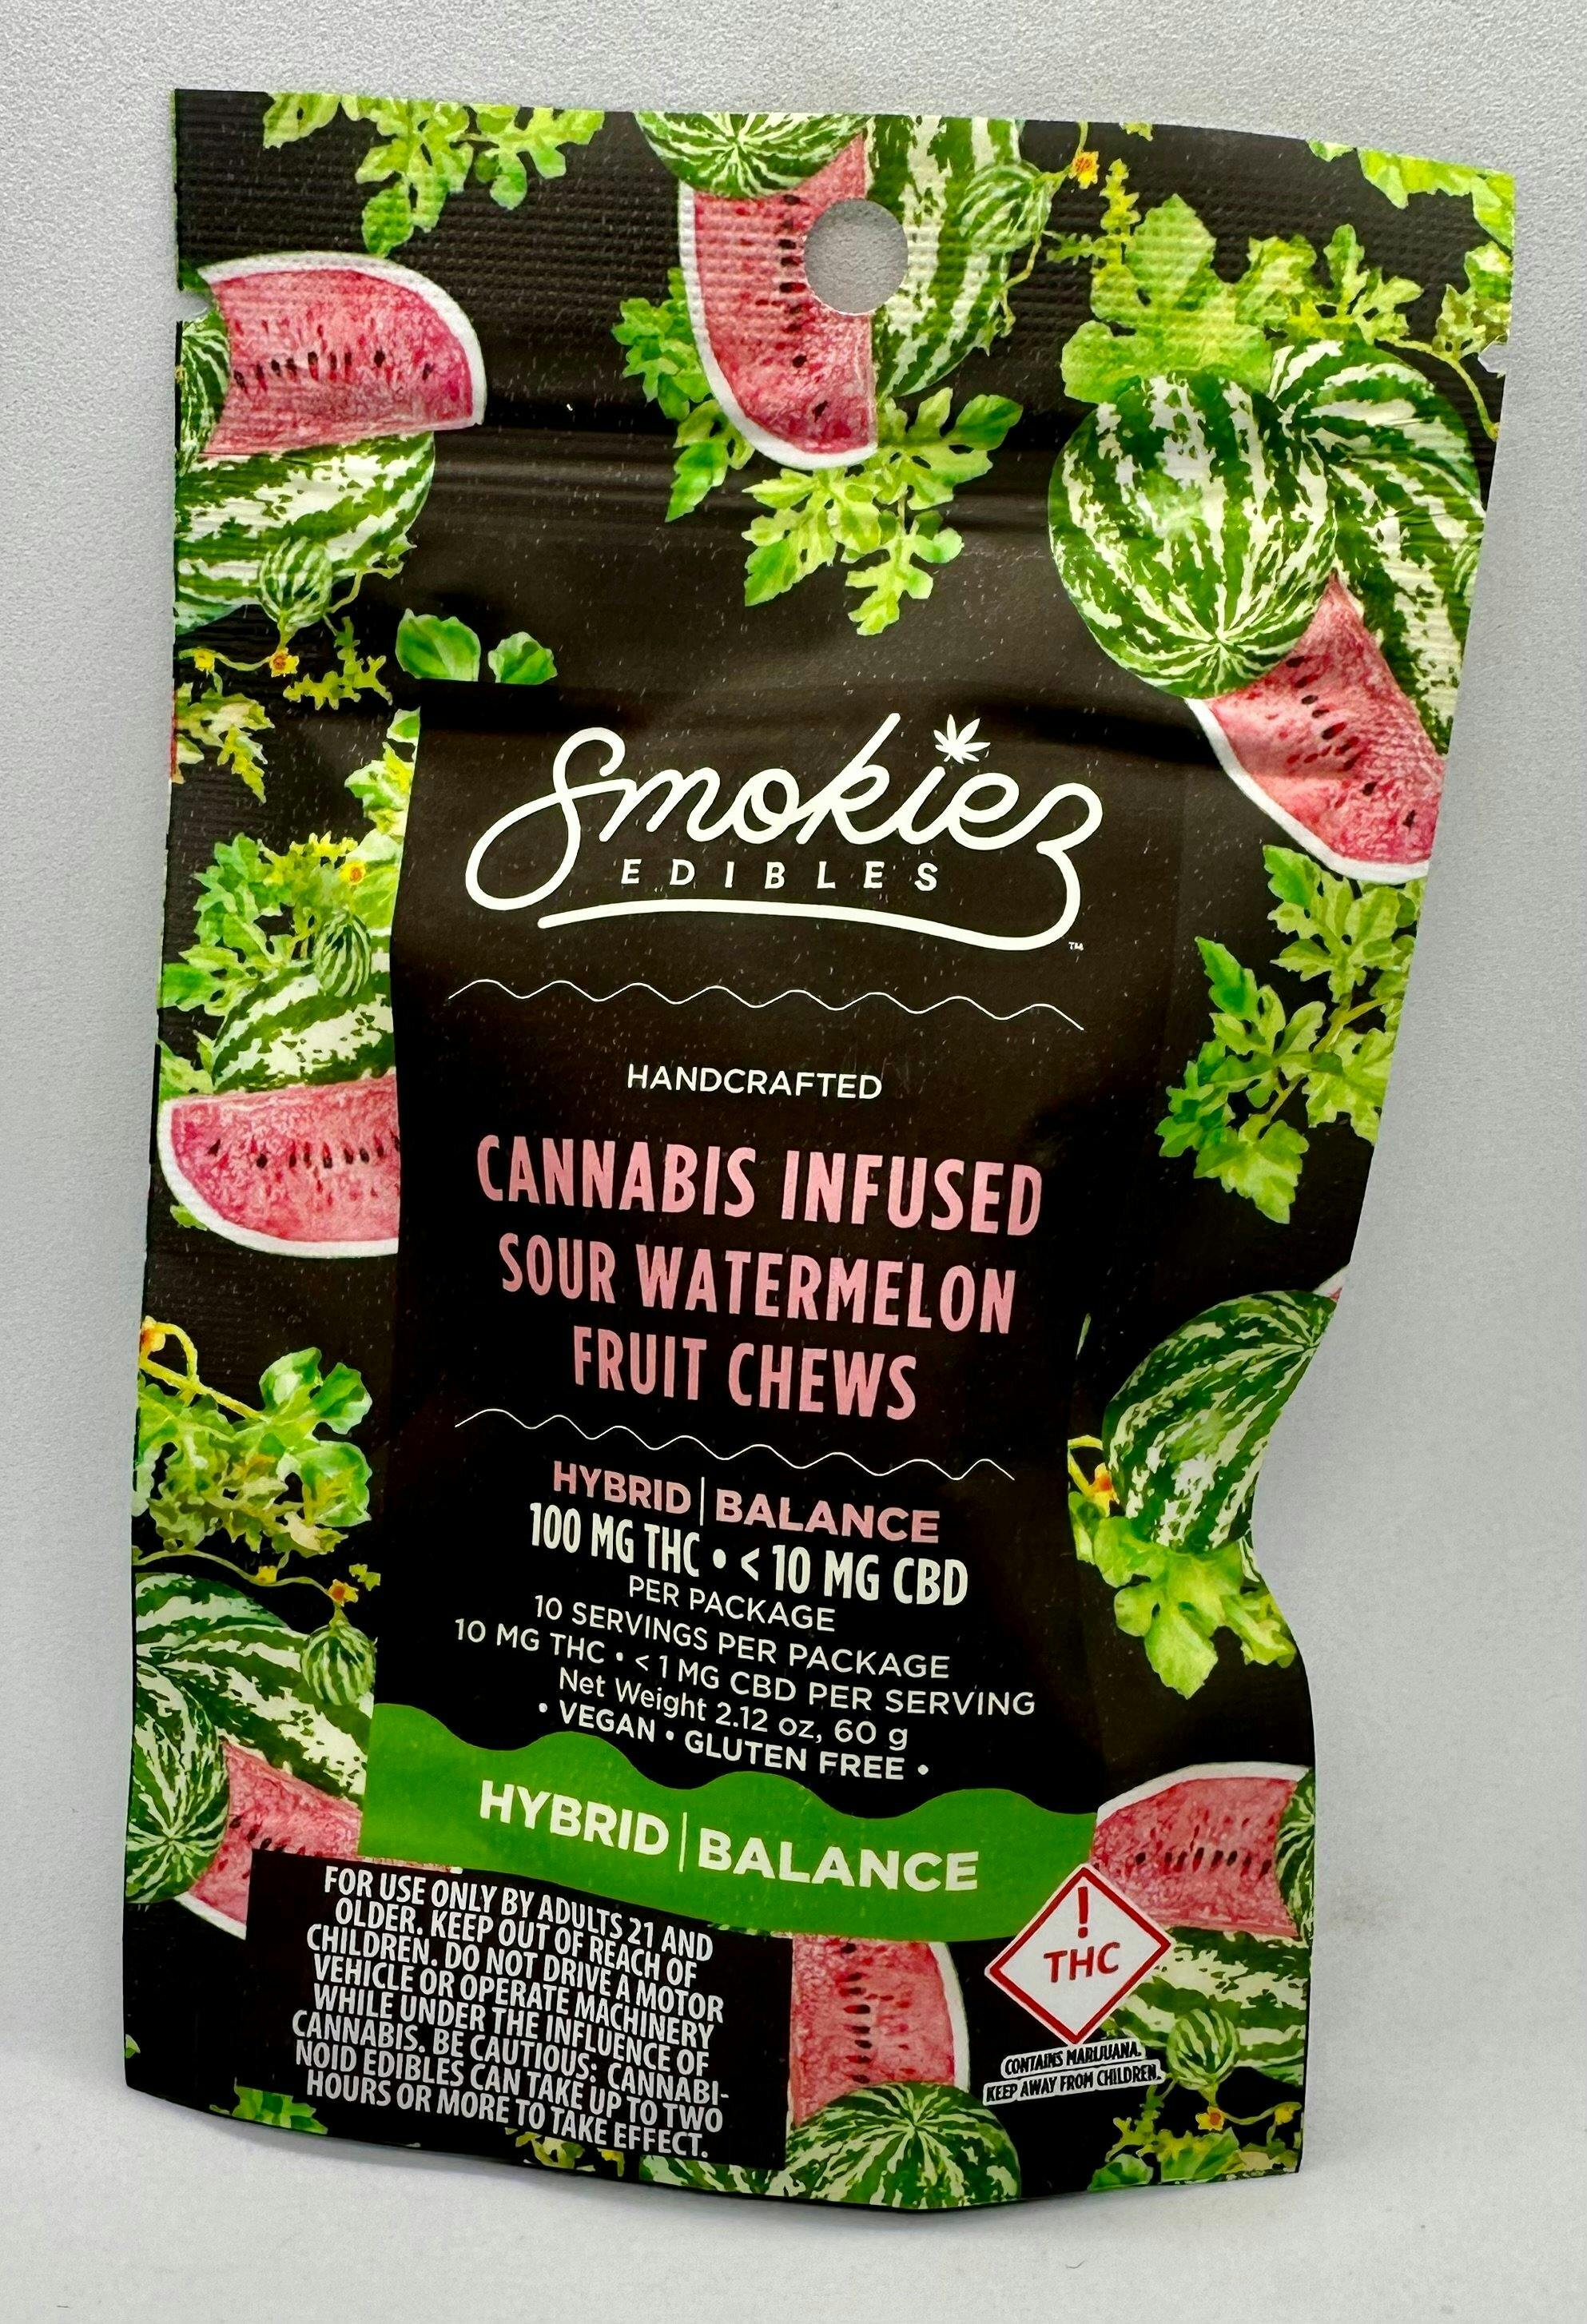 Smokiez
EDIBLES
™
HANDCRAFTED
CANNABIS INFUSED
SOUR WATERMELON
FRUIT CHEWS
HYBRID | BALANCE
100 MG THC • < 10 MG CBD
PER PACKAGE
10 SERVINGS PER PACKAGE
10 MG THC • < 1 MG CBD PER SERVING
Net Weight 2.12 oz, 60 g
• VEGAN • GLUTEN FREE •
HYBRID | BALANCE
FOR USE ONLY BY ADULTS 21 AND
OLDER. KEEP OUT OF REACH OF
CHILDREN. DO NOT DRIVE A MOTOR
VEHICLE OR OPERATE MACHINERY
WHILE UNDER THE INFLUENCE OF
CANNABIS. BE CAUTIOUS: CANNABI-
NOID EDIBLES CAN TAKE UP TO TWO
HOURS OR MORE TO TAKE EFFECT.
!
THC
CONTAINS MARIJUANA.
KEEP AWAY FROM CHILDREN.